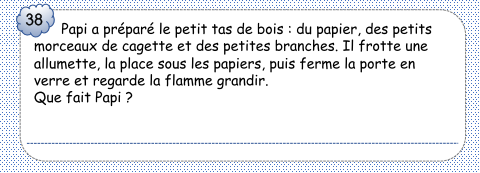 38
Papi a préparé le petit tas de bois : du papier, des petits
morceaux de cagette et des petites branches. Il frotte une
allumette, la place sous les papiers, puis ferme la porte en
verre et regarde la flamme grandir.
Que fait Papi ?